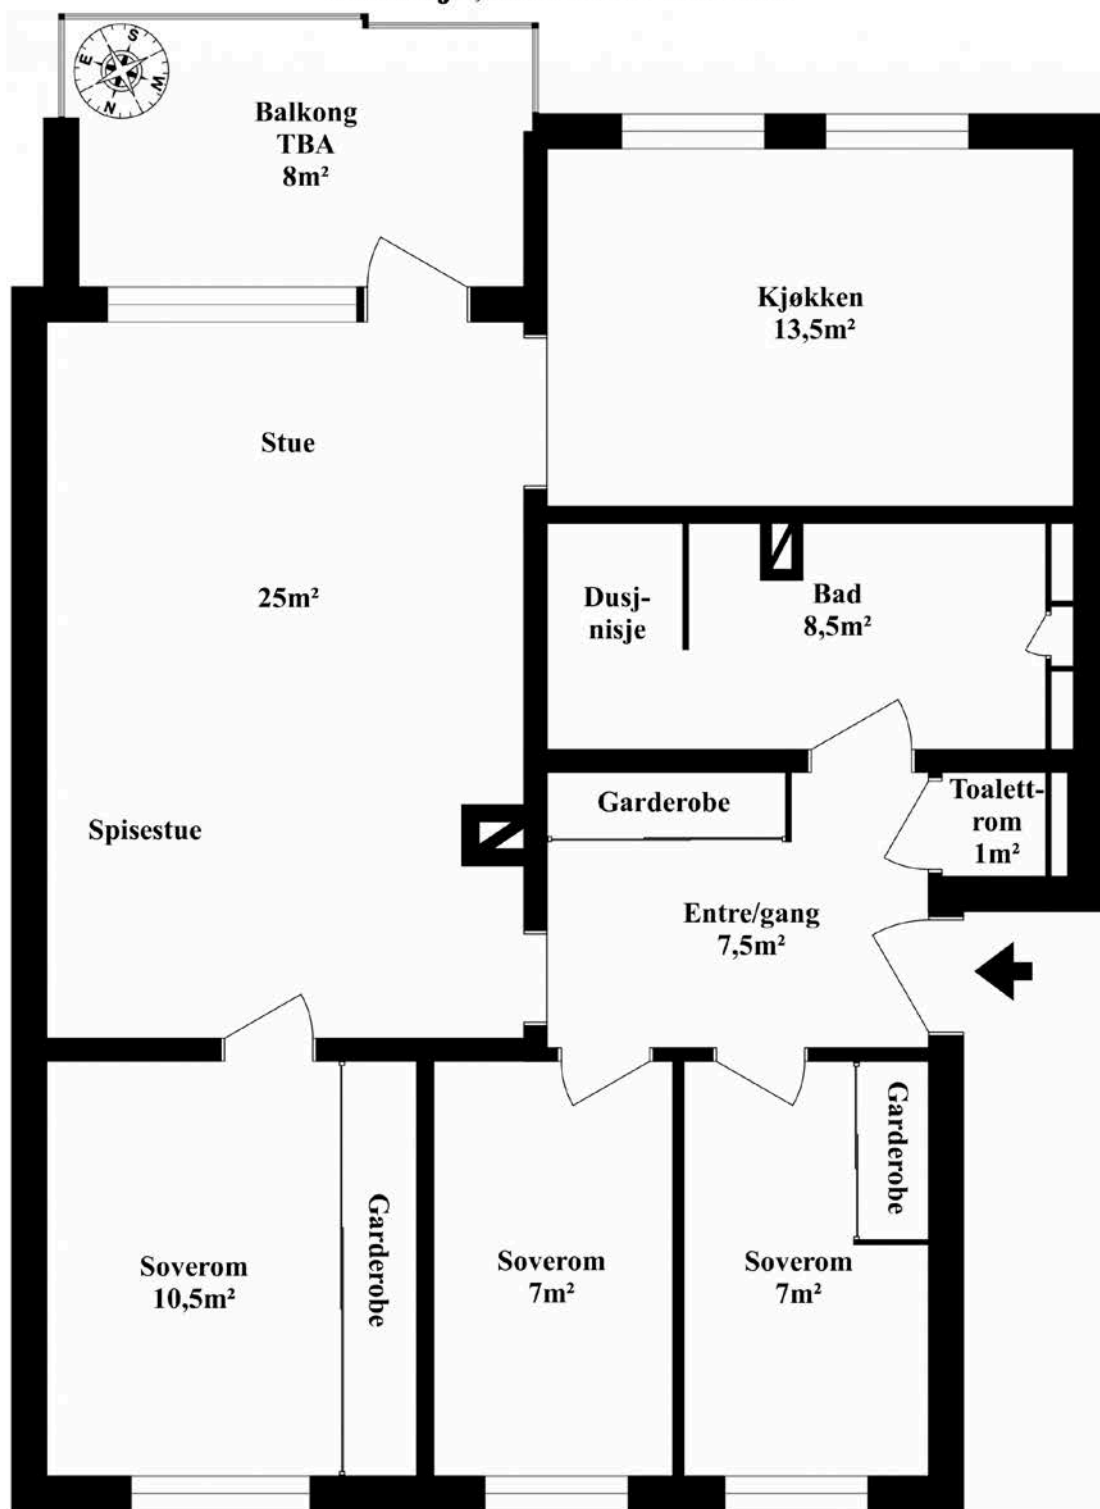 S
E
W
N
Balkong
TBA
8m²
Kjøkken
13,5m²
Stue
25m²
Dusj-
nisje
Bad
8,5m²
Garderobe
Toalett-
rom
1m²
Spisestue
Entre/gang
7,5m²
Garderobe
Garderobe
Soverom
10,5m²
Soverom
7m²
Soverom
7m²